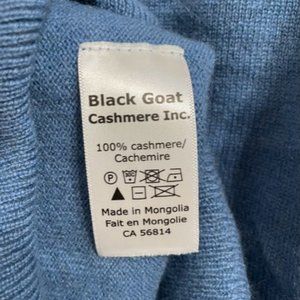 Black Goat
Cashmere Inc.
100% cashmere/
Cachemire
P
Made in Mongolia
Fait en Mongolie
CA 56814